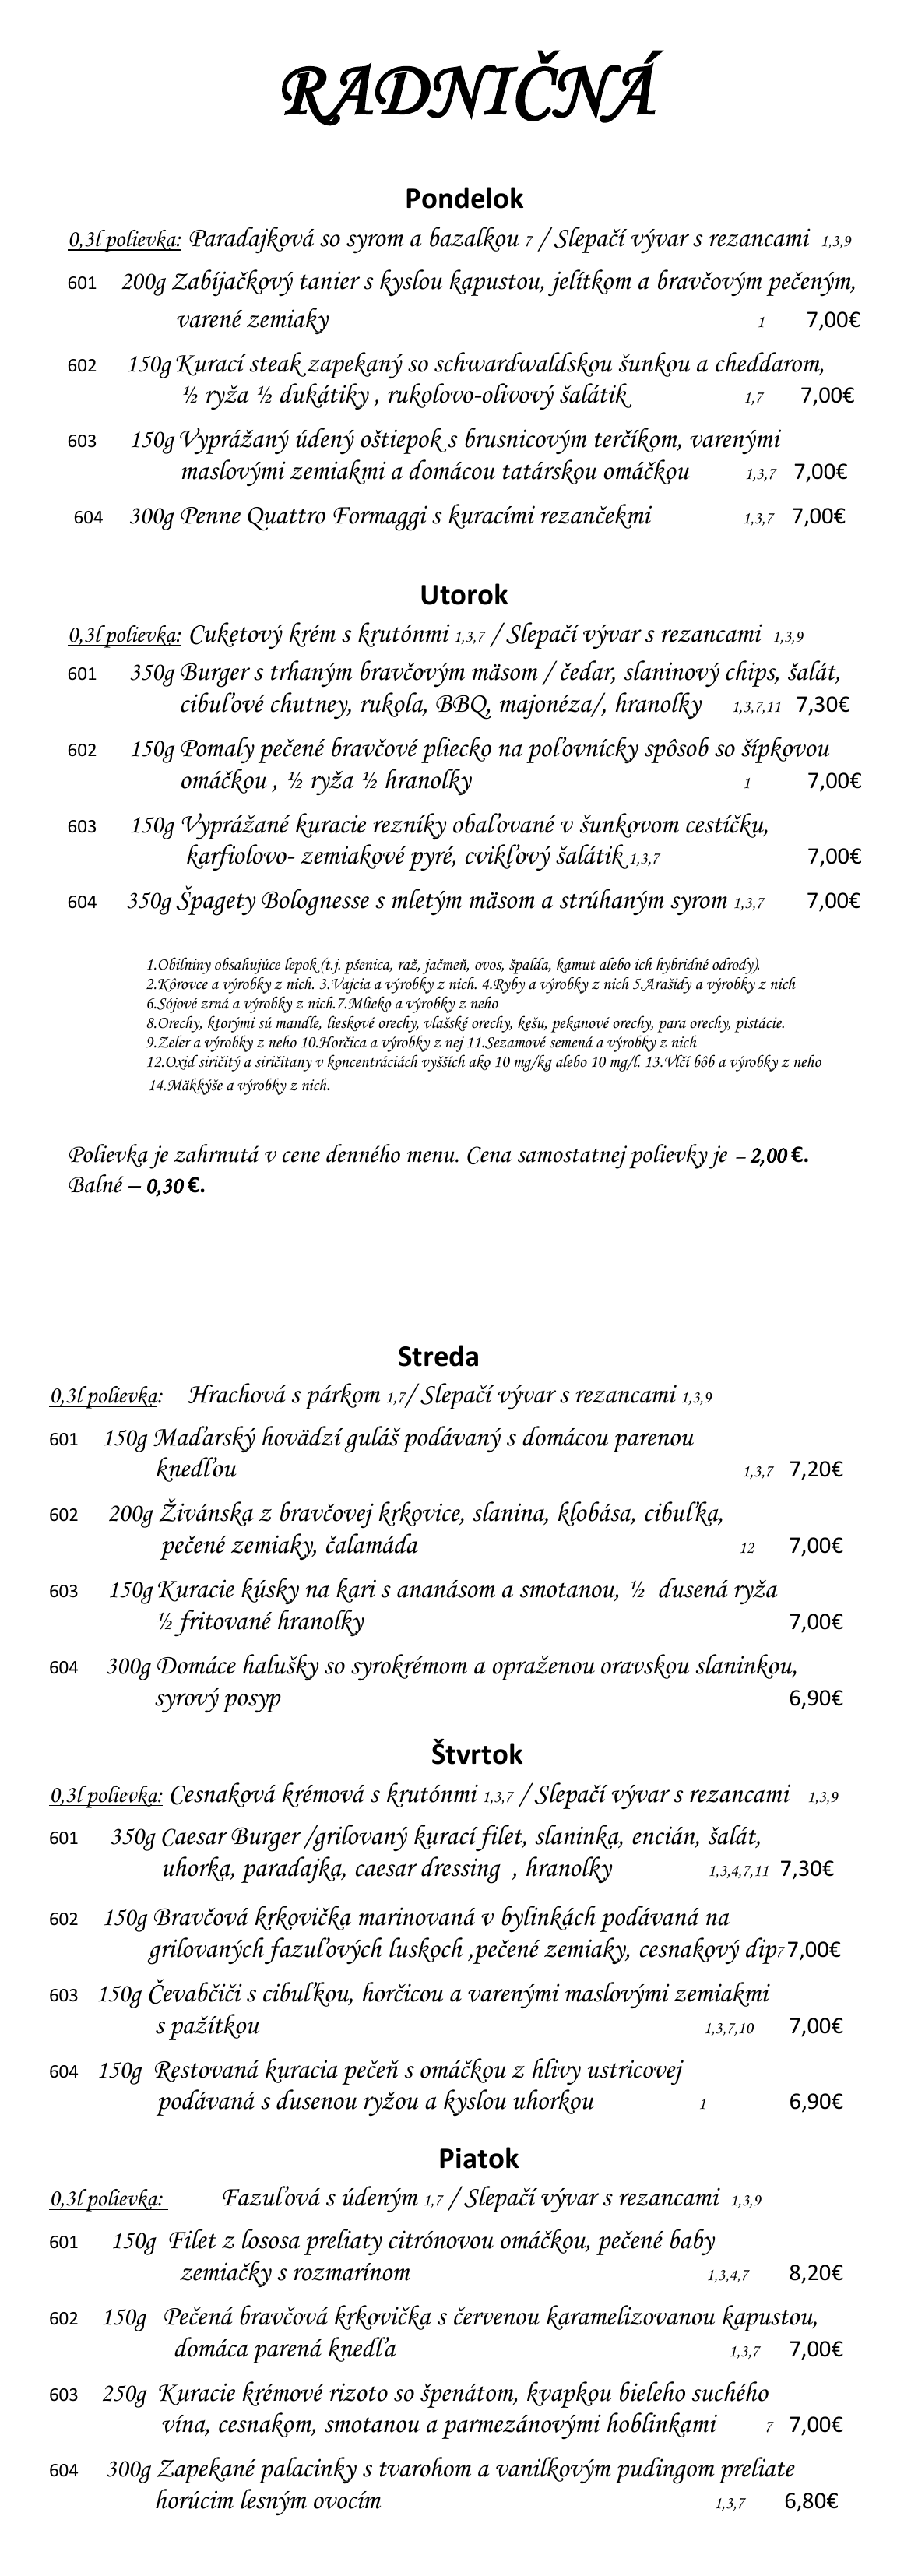 RADNIČNÁ
Pondelok
0,3l polievka: Paradajková so syrom a bazalkou 7 / Slepačí vývar s rezancami 1,3,9
601 200g Zabíjačkový tanier s kyslou kapustou, jelítkom a bravčovým pečeným,
varené zemiaky 1 7,00€
602 150g Kurací steak zapekaný so schwardwaldskou šunkou a cheddarom,
½ ryža ½ dukátiky , rukolovo-olivový šalátik 1,7 7,00€
603 150g Vyprážaný údený oštiepok s brusnicovým terčíkom, varenými
maslovými zemiakmi a domácou tatárskou omáčkou 1,3,7 7,00€
604 300g Penne Quattro Formaggi s kuracími rezančekmi 1,3,7 7,00€
Utorok
0,3l polievka: Cuketový krém s krutónmi 1,3,7 / Slepačí vývar s rezancami 1,3,9
601 350g Burger s trhaným bravčovým mäsom / čedar, slaninový chips, šalát,
cibuľové chutney, rukola, BBQ, majonéza/, hranolky 1,3,7,11 7,30€
602 150g Pomaly pečené bravčové pliecko na poľovnícky spôsob so šípkovou
omáčkou , ½ ryža ½ hranolky 1 7,00€
603 150g Vyprážané kuracie rezníky obaľované v šunkovom cestíčku,
karfiolovo- zemiakové pyré, cvikľový šalátik 1,3,7 7,00€
604 350g Špagety Bolognesse s mletým mäsom a strúhaným syrom 1,3,7 7,00€
1.Obilniny obsahujúce lepok (t.j. pšenica, raž, jačmeň, ovos, špalda, kamut alebo ich hybridné odrody).
2.Kôrovce a výrobky z nich. 3.Vajcia a výrobky z nich. 4.Ryby a výrobky z nich 5.Arašidy a výrobky z nich
6.Sójové zrná a výrobky z nich.7.Mlieko a výrobky z neho
8.Orechy, ktorými sú mandle, lieskové orechy, vlašské orechy, kešu, pekanové orechy, para orechy, pistácie.
9.Zeler a výrobky z neho 10.Horčica a výrobky z nej 11.Sezamové semená a výrobky z nich
12.Oxid siričitý a siričitany v koncentráciách vyšších ako 10 mg/kg alebo 10 mg/l. 13.Vlčí bôb a výrobky z neho
14.Mäkkýše a výrobky z nich.
Polievka je zahrnutá v cene denného menu. Cena samostatnej polievky je – 2,00 €.
Balné – 0,30 €.
Streda
0,3l polievka: Hrachová s párkom 1,7/ Slepačí vývar s rezancami 1,3,9
601 150g Maďarský hovädzí guláš podávaný s domácou parenou
knedľou 1,3,7 7,20€
602 200g Živánska z bravčovej krkovice, slanina, klobása, cibuľka,
pečené zemiaky, čalamáda 12 7,00€
603 150g Kuracie kúsky na kari s ananásom a smotanou, ½ dusená ryža
½ fritované hranolky 7,00€
604 300g Domáce halušky so syrokrémom a opraženou oravskou slaninkou,
syrový posyp 6,90€
Štvrtok
0,3l polievka: Cesnaková krémová s krutónmi 1,3,7 / Slepačí vývar s rezancami 1,3,9
601 350g Caesar Burger /grilovaný kurací filet, slaninka, encián, šalát,
uhorka, paradajka, caesar dressing , hranolky 1,3,4,7,11 7,30€
602 150g Bravčová krkovička marinovaná v bylinkách podávaná na
grilovaných fazuľových luskoch ,pečené zemiaky, cesnakový dip7 7,00€
603 150g Čevabčiči s cibuľkou, horčicou a varenými maslovými zemiakmi
s pažítkou 1,3,7,10 7,00€
604 150g Restovaná kuracia pečeň s omáčkou z hlivy ustricovej
podávaná s dusenou ryžou a kyslou uhorkou 1 6,90€
Piatok
0,3l polievka: Fazuľová s údeným 1,7 / Slepačí vývar s rezancami 1,3,9
601 150g Filet z lososa preliaty citrónovou omáčkou, pečené baby
zemiačky s rozmarínom 1,3,4,7 8,20€
602 150g Pečená bravčová krkovička s červenou karamelizovanou kapustou,
domáca parená knedľa 1,3,7 7,00€
603 250g Kuracie krémové rizoto so špenátom, kvapkou bieleho suchého
vína, cesnakom, smotanou a parmezánovými hoblinkami 7 7,00€
604 300g Zapekané palacinky s tvarohom a vanilkovým pudingom preliate
horúcim lesným ovocím 1,3,7 6,80€